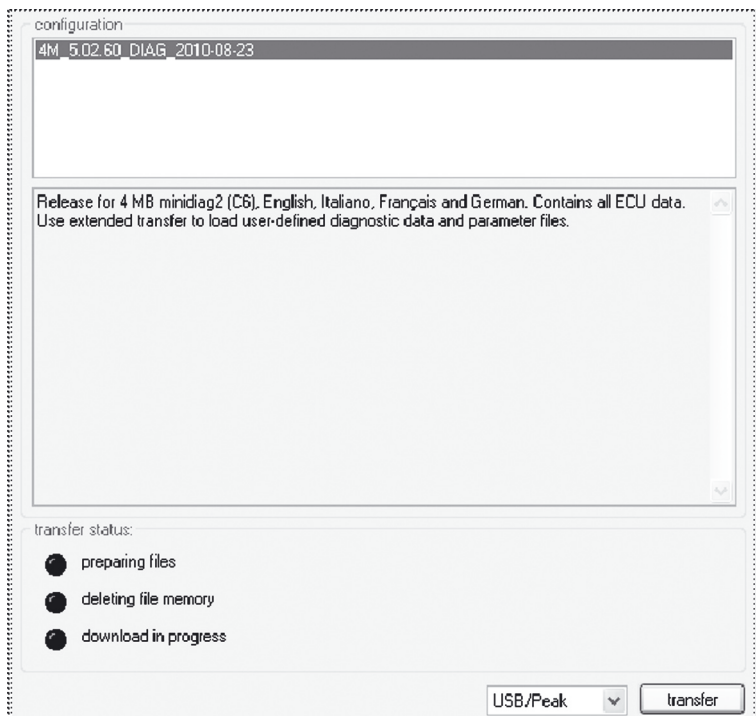 configuration
4M_5.02.60_DIAG_2010-08-23
Release for 4 MB minidiag2 (C6), English, Italiano, Français and German. Contains all ECU data.
Use extended transfer to load user-defined diagnostic data and parameter files.
transfer status:
preparing files
deleting file memory
download in progress
USB/Peak
transfer